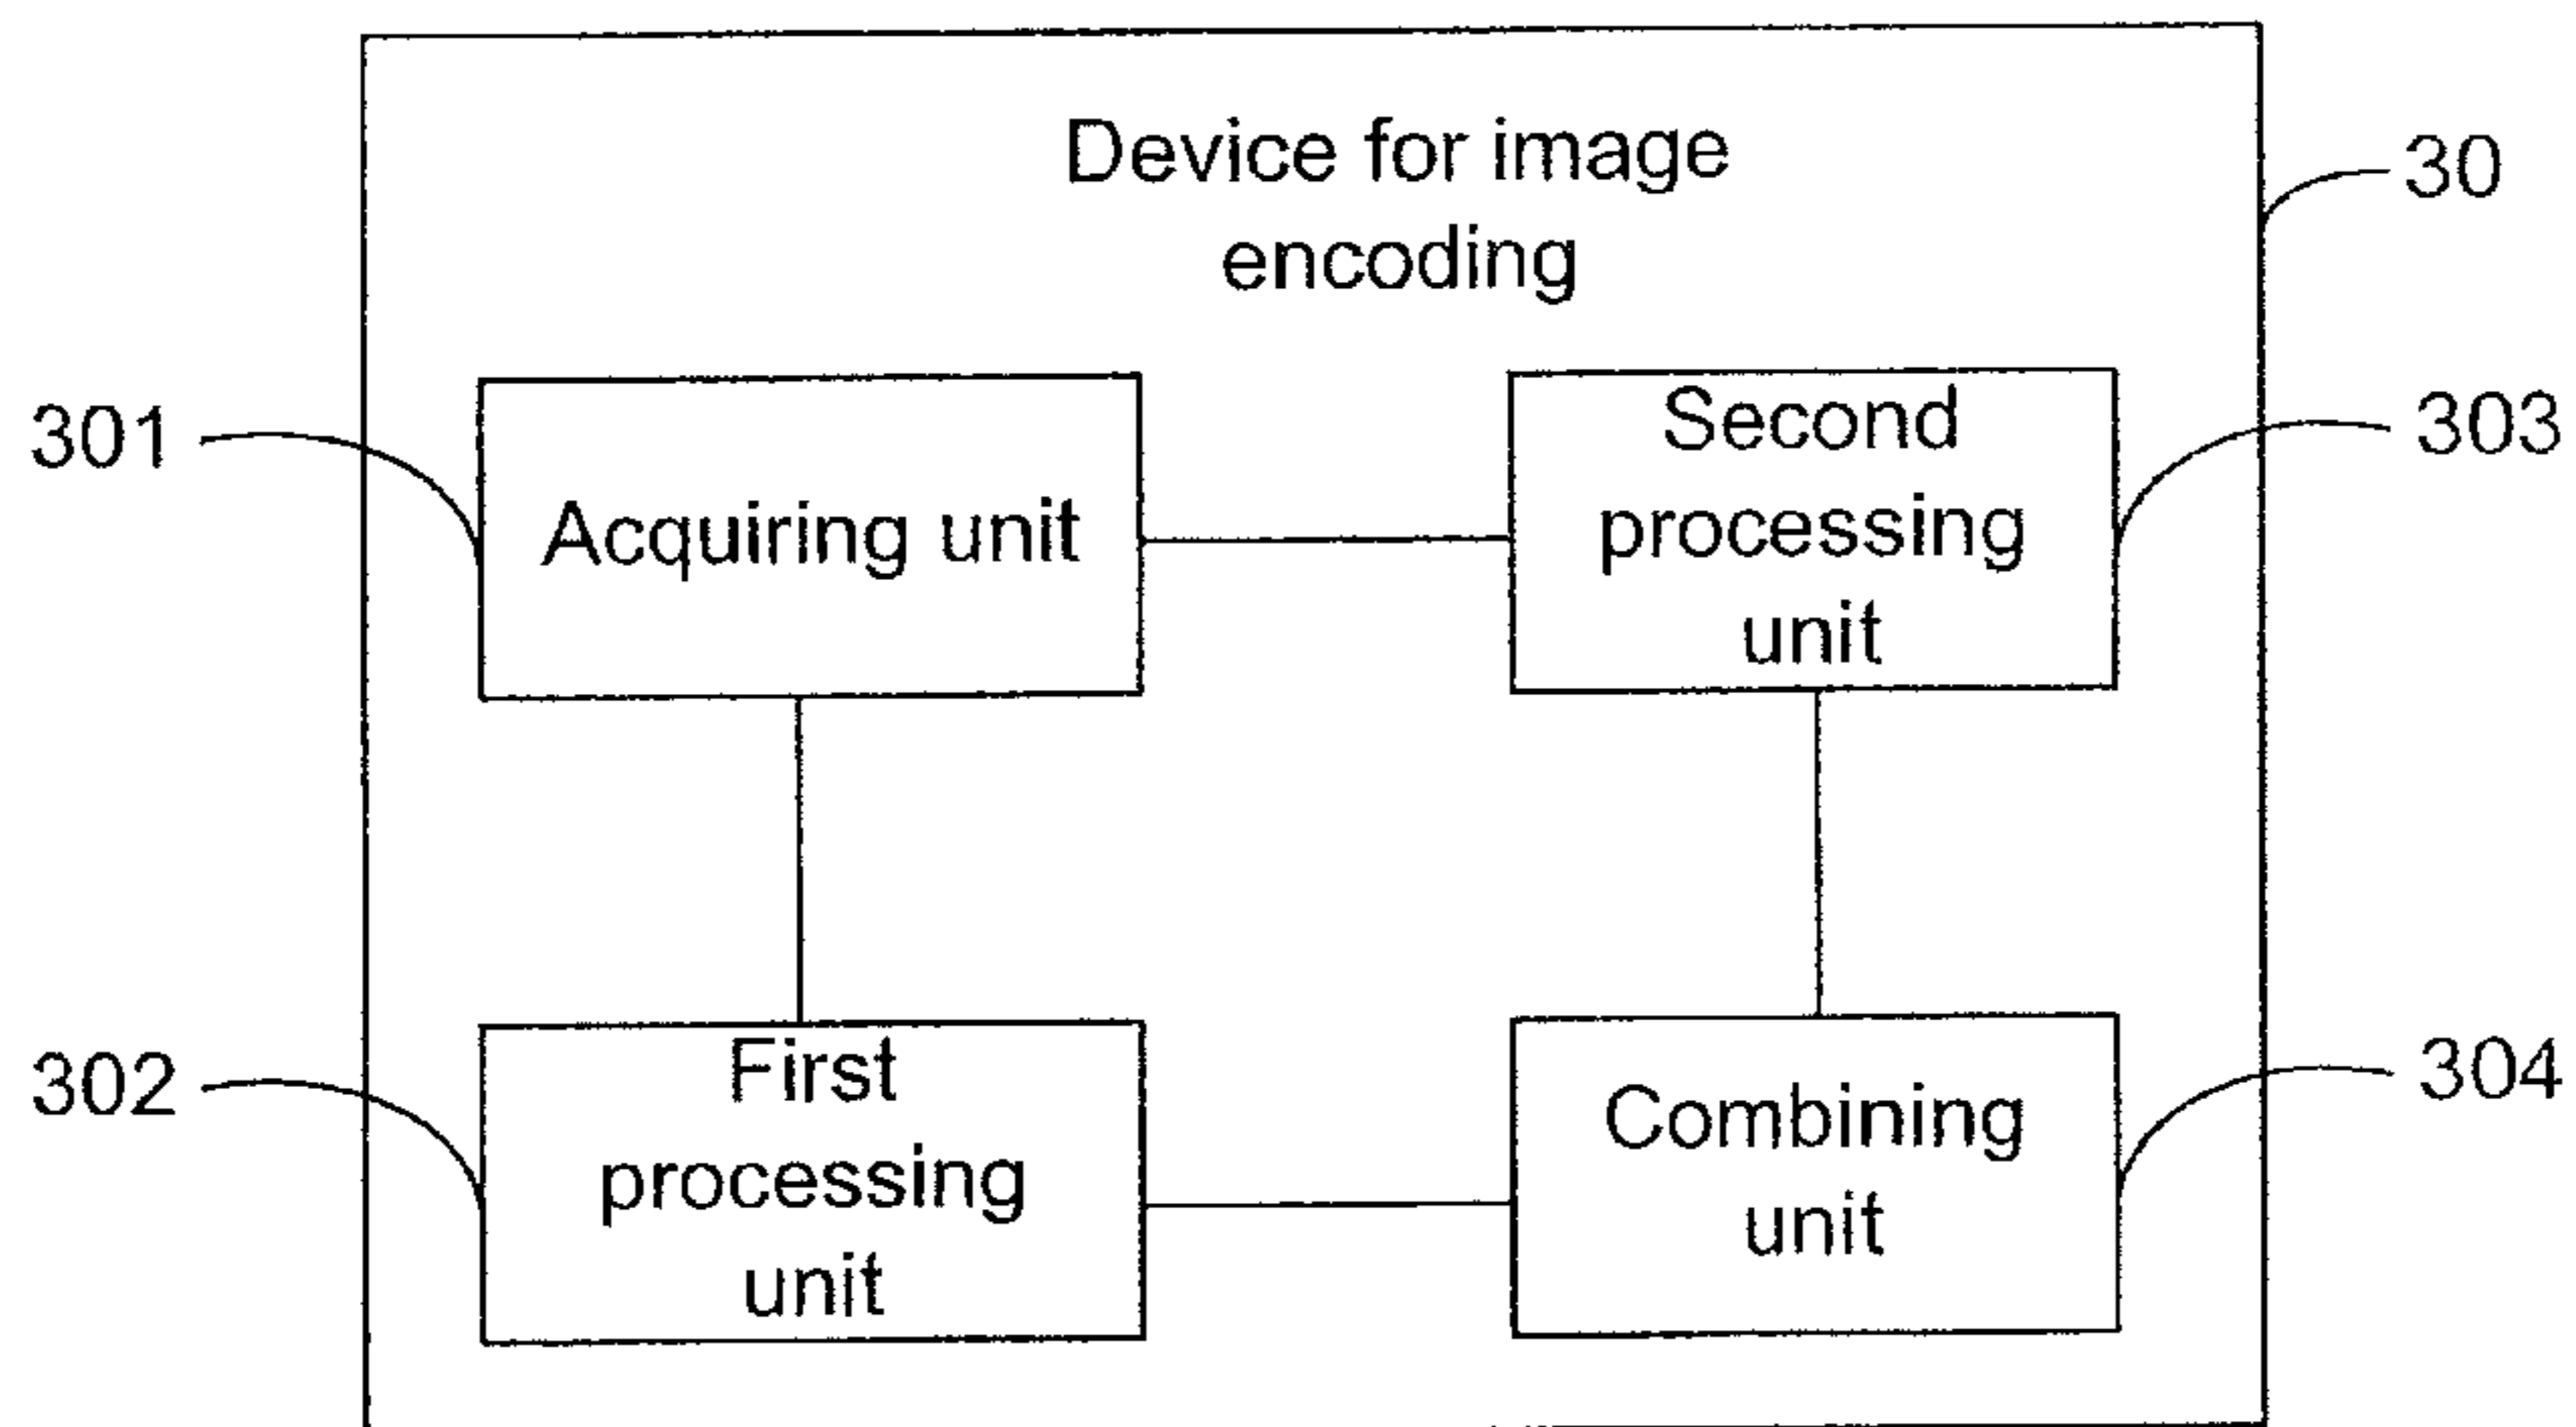 Device for image
encoding
30
301
Acquiring unit
Second
processing
unit
303
302
First
processing
unit
Combining
unit
304